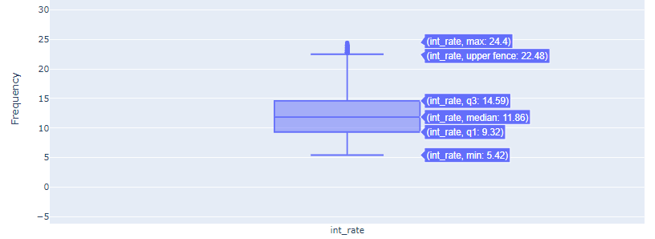 30
25
20
15
10
5
0
−5
Frequency
(int_rate, max: 24.4)
(int_rate, upper fence: 22.48)
(int_rate, q3: 14.59)
(int_rate, median: 11.86)
(int_rate, q1: 9.32)
(int_rate, min: 5.42)
int_rate